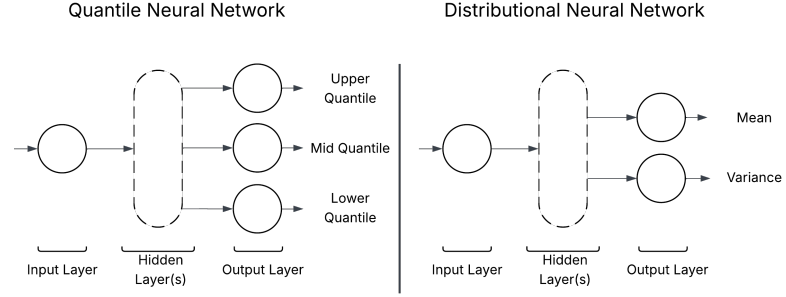 Quantile Neural Network
Upper
Quantile
Mid Quantile
Lower
Quantile
Input Layer
Hidden
Layer(s)
Output Layer
Distributional Neural Network
Mean
Variance
Input Layer
Hidden
Layer(s)
Output Layer